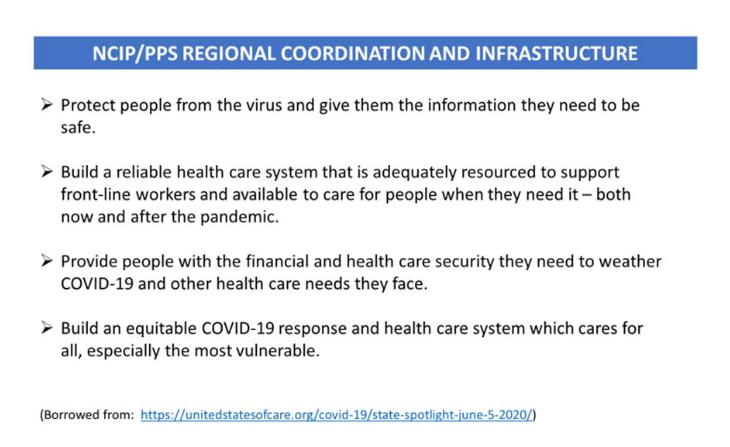 NCIP/PPS REGIONAL COORDINATION AND INFRASTRUCTURE
➢ Protect people from the virus and give them the information they need to be
safe.
➢ Build a reliable health care system that is adequately resourced to support
front-line workers and available to care for people when they need it – both
now and after the pandemic.
➢ Provide people with the financial and health care security they need to weather
COVID-19 and other health care needs they face.
➢ Build an equitable COVID-19 response and health care system which cares for
all, especially the most vulnerable.
(Borrowed from: https://unitedstatesofcare.org/covid-19/state-spotlight-june-5-2020/)